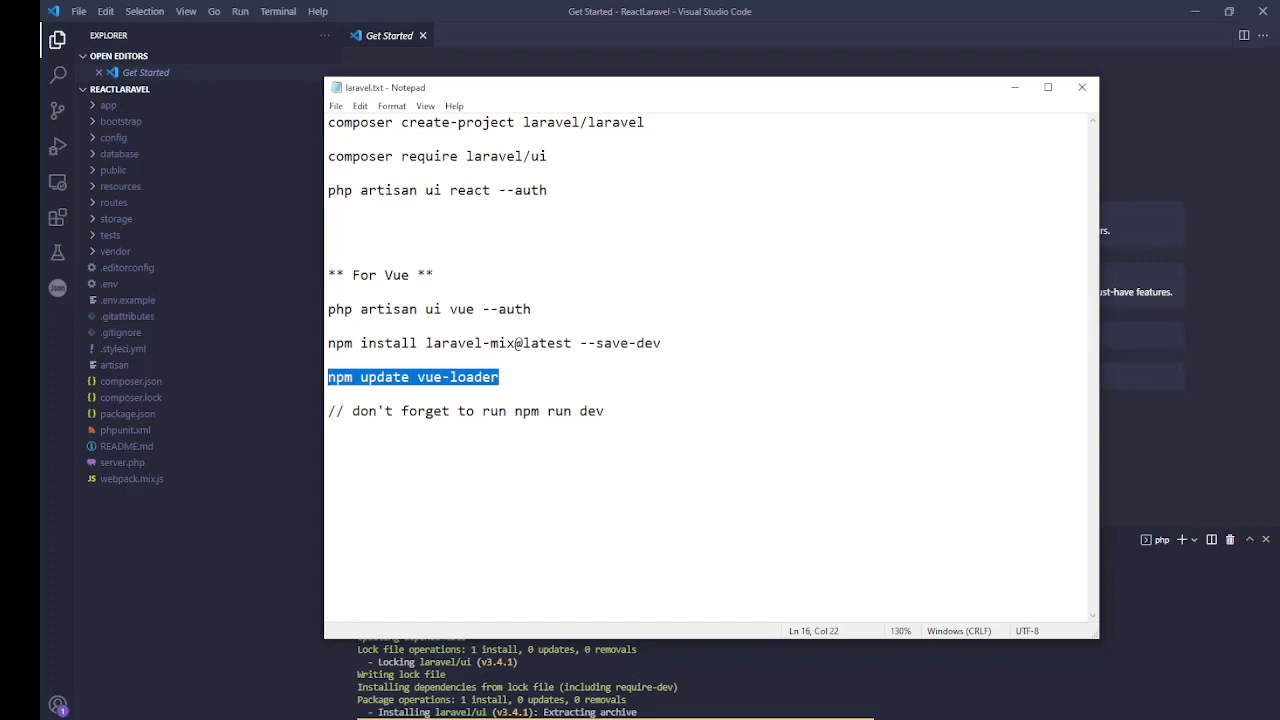 File Edit Selection View Go Run Terminal Help
Get Started - ReactLaravel - Visual Studio Code
EXPLORER
Get Started
OPEN EDITORS
Get Started
REACTLARAVEL
app
bootstrap
config
database
public
resources
routes
storage
tests
vendor
.editorconfig
.env
.env.example
.gitattributes
.gitignore
.styleci.yml
artisan
composer.json
composer.lock
package.json
phpunit.xml
README.md
server.php
webpack.mix.js
Json
1
laravel.txt - Notepad
File Edit Format View Help
composer create-project laravel/laravel
composer require laravel/ui
php artisan ui react --auth
** For Vue **
php artisan ui vue --auth
npm install laravel-mix@latest --save-dev
npm update vue-loader
// don't forget to run npm run dev
Ln 16, Col 22 130% Windows (CRLF) UTF-8
rs.
ust-have features.
php
Lock file operations: 1 install, 0 updates, 0 removals
- Locking laravel/ui (v3.4.1)
Writing lock file
Installing dependencies from lock file (including require-dev)
Package operations: 1 install, 0 updates, 0 removals
- Installing laravel/ui (v3.4.1): Extracting archive